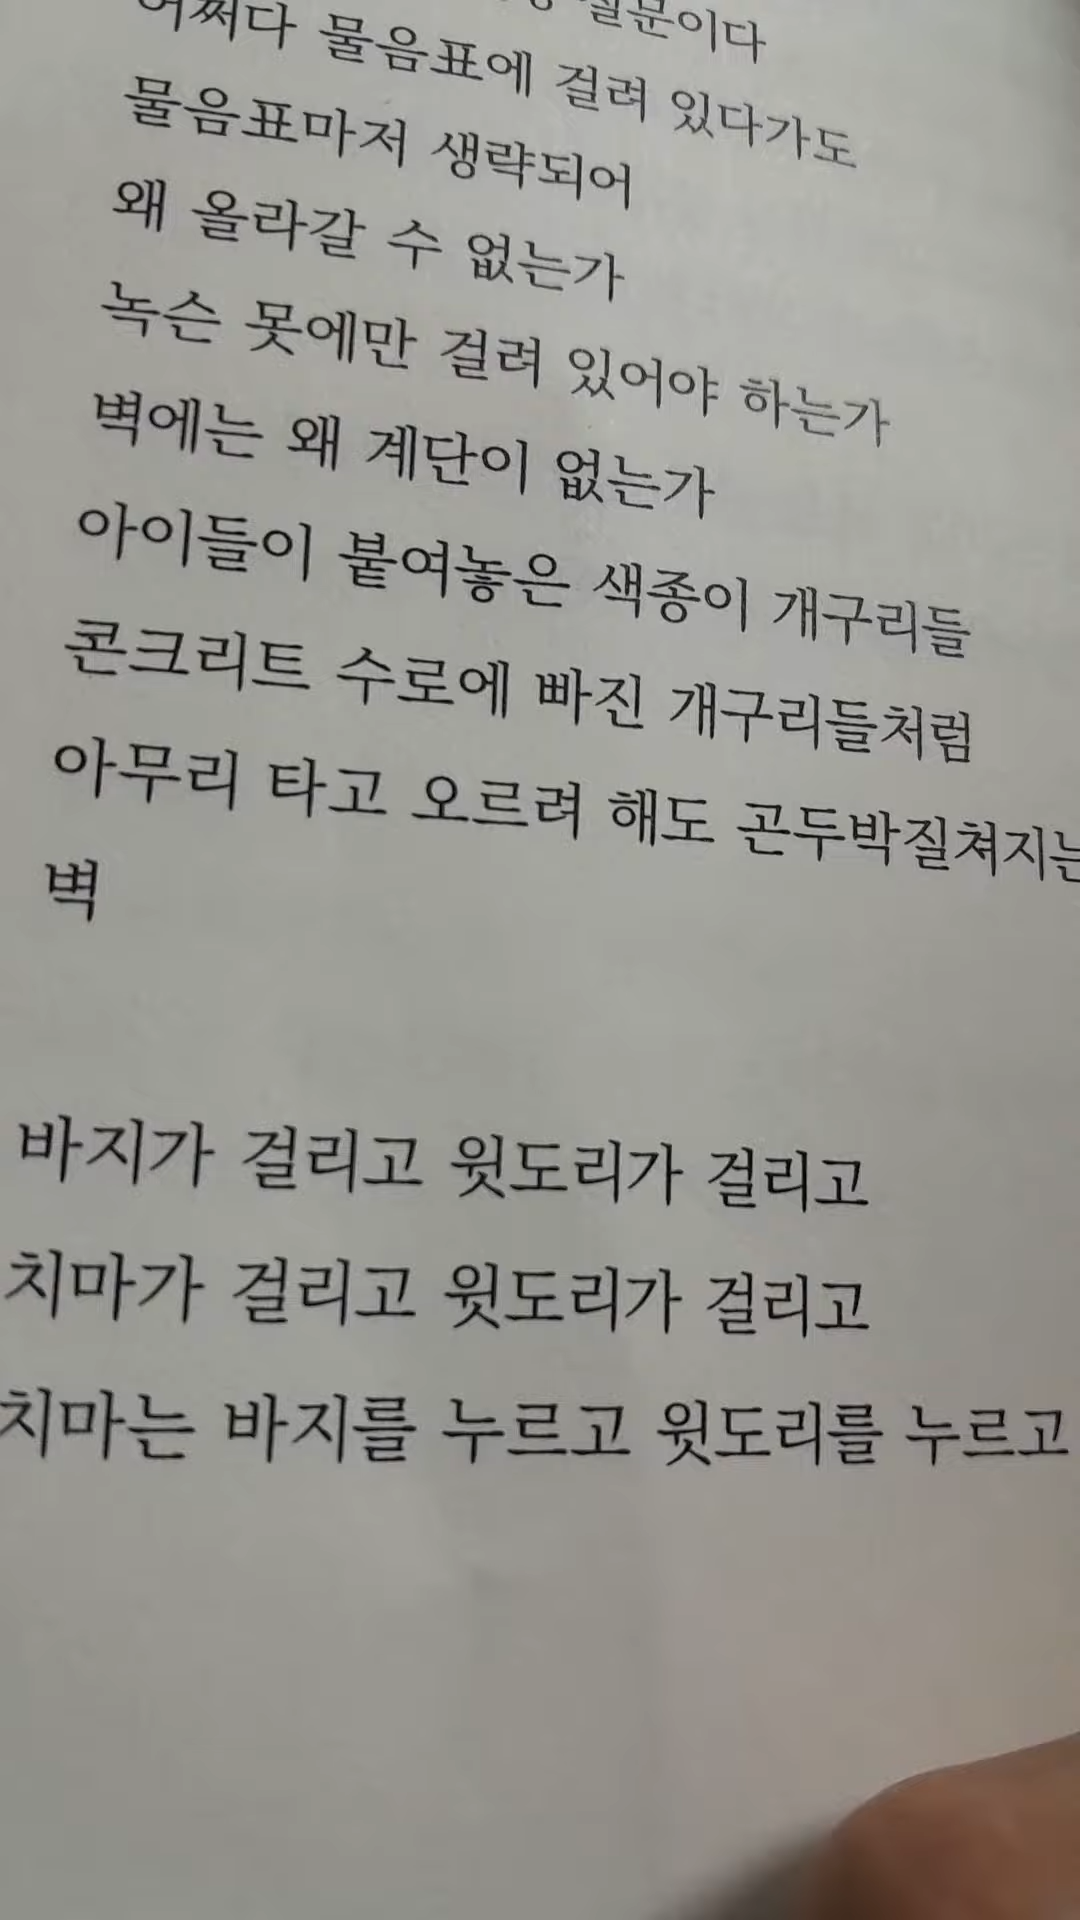 질문이다
어쩌다 물음표에 걸려 있다가도
물음표마저 생략되어
왜 올라갈 수 없는가
녹슨 못에만 걸려 있어야 하는가
벽에는 왜 계단이 없는가
아이들이 붙여놓은 색종이 개구리들
콘크리트 수로에 빠진 개구리들처럼
아무리 타고 오르려 해도 곤두박질쳐지는
벽
바지가 걸리고 윗도리가 걸리고
치마가 걸리고 윗도리가 걸리고
치마는 바지를 누르고 윗도리를 누르고